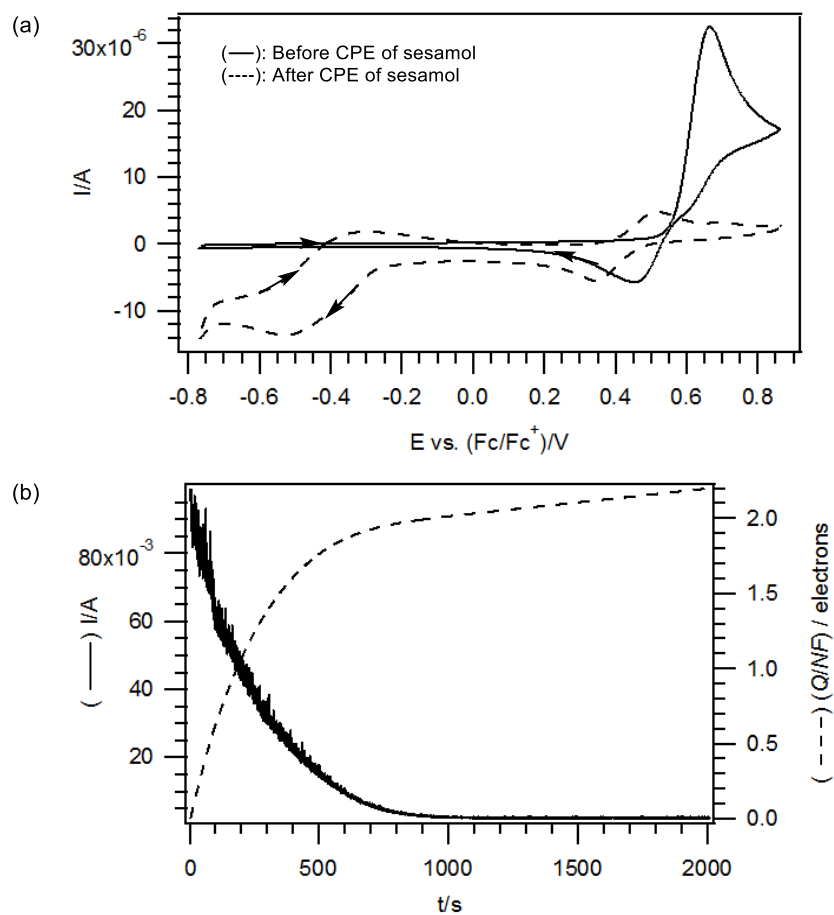 (a)
(—): Before CPE of sesamol
(----): After CPE of sesamol
30x10-6
20
10
0
-10
I/A
-0.8 -0.6 -0.4 -0.2 0.0 0.2 0.4 0.6 0.8
E vs. (Fc/Fc+)/V
(b)
80x10-3
60
40
20
( — ) I/A
2.0
1.5
1.0
0.5
0.0
( - - - ) (Q/NF) / electrons
0 500 1000 1500 2000
t/s